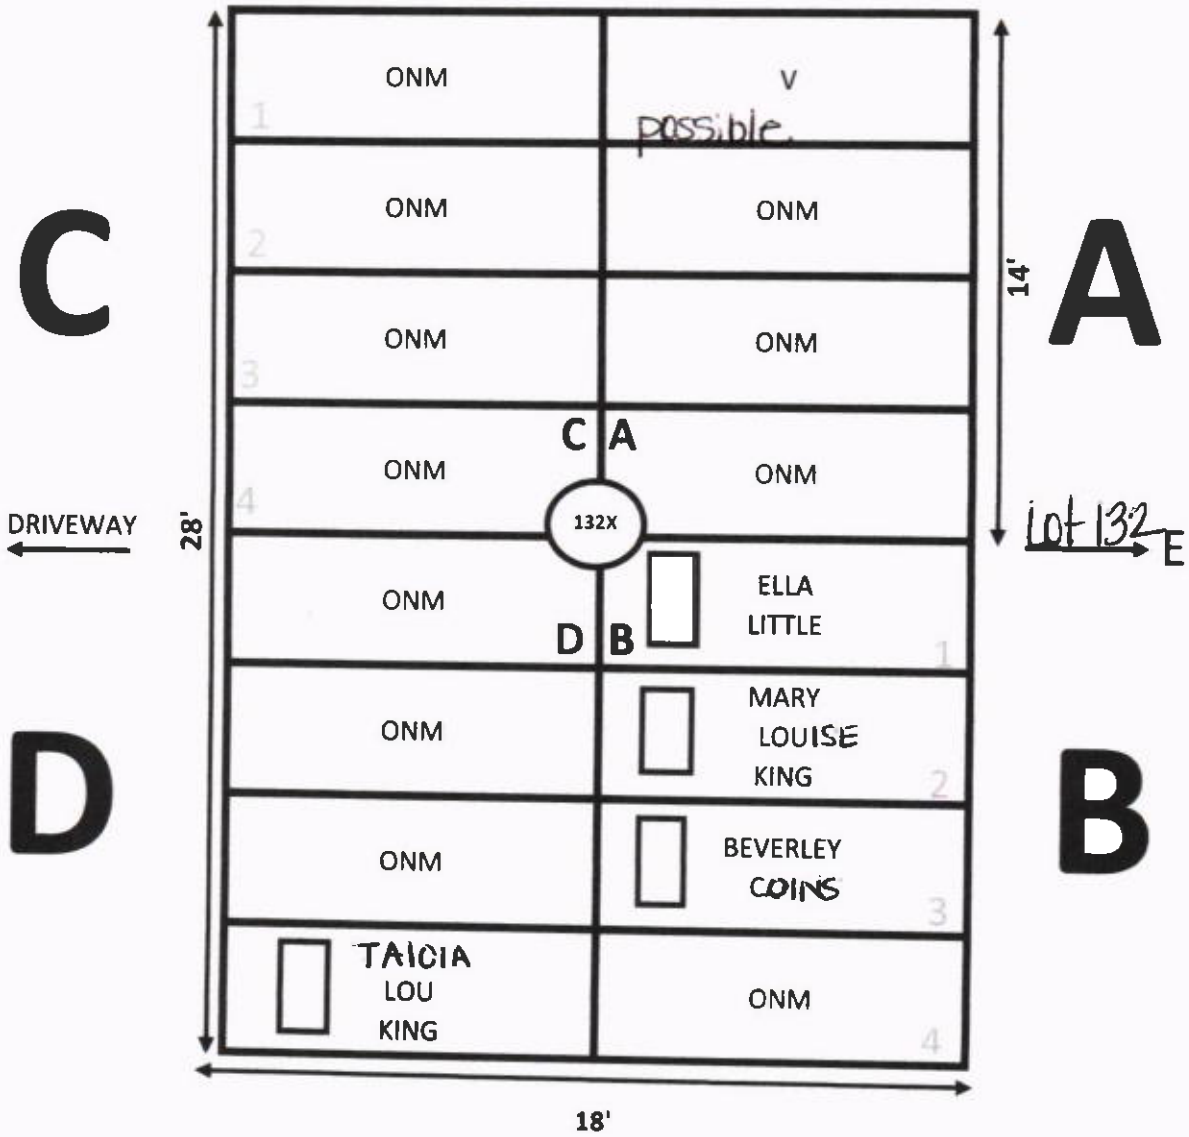 ONM
V
1
possible
ONM
ONM
2
C
A
14'
ONM
ONM
3
C A
ONM
ONM
4
132X
DRIVEWAY
28'
Lot 132
E
ONM
ELLA
LITTLE
D B
1
D
ONM
MARY
LOUISE
KING
2
B
ONM
BEVERLEY
COINS
3
TAICIA
LOU
KING
ONM
4
18'